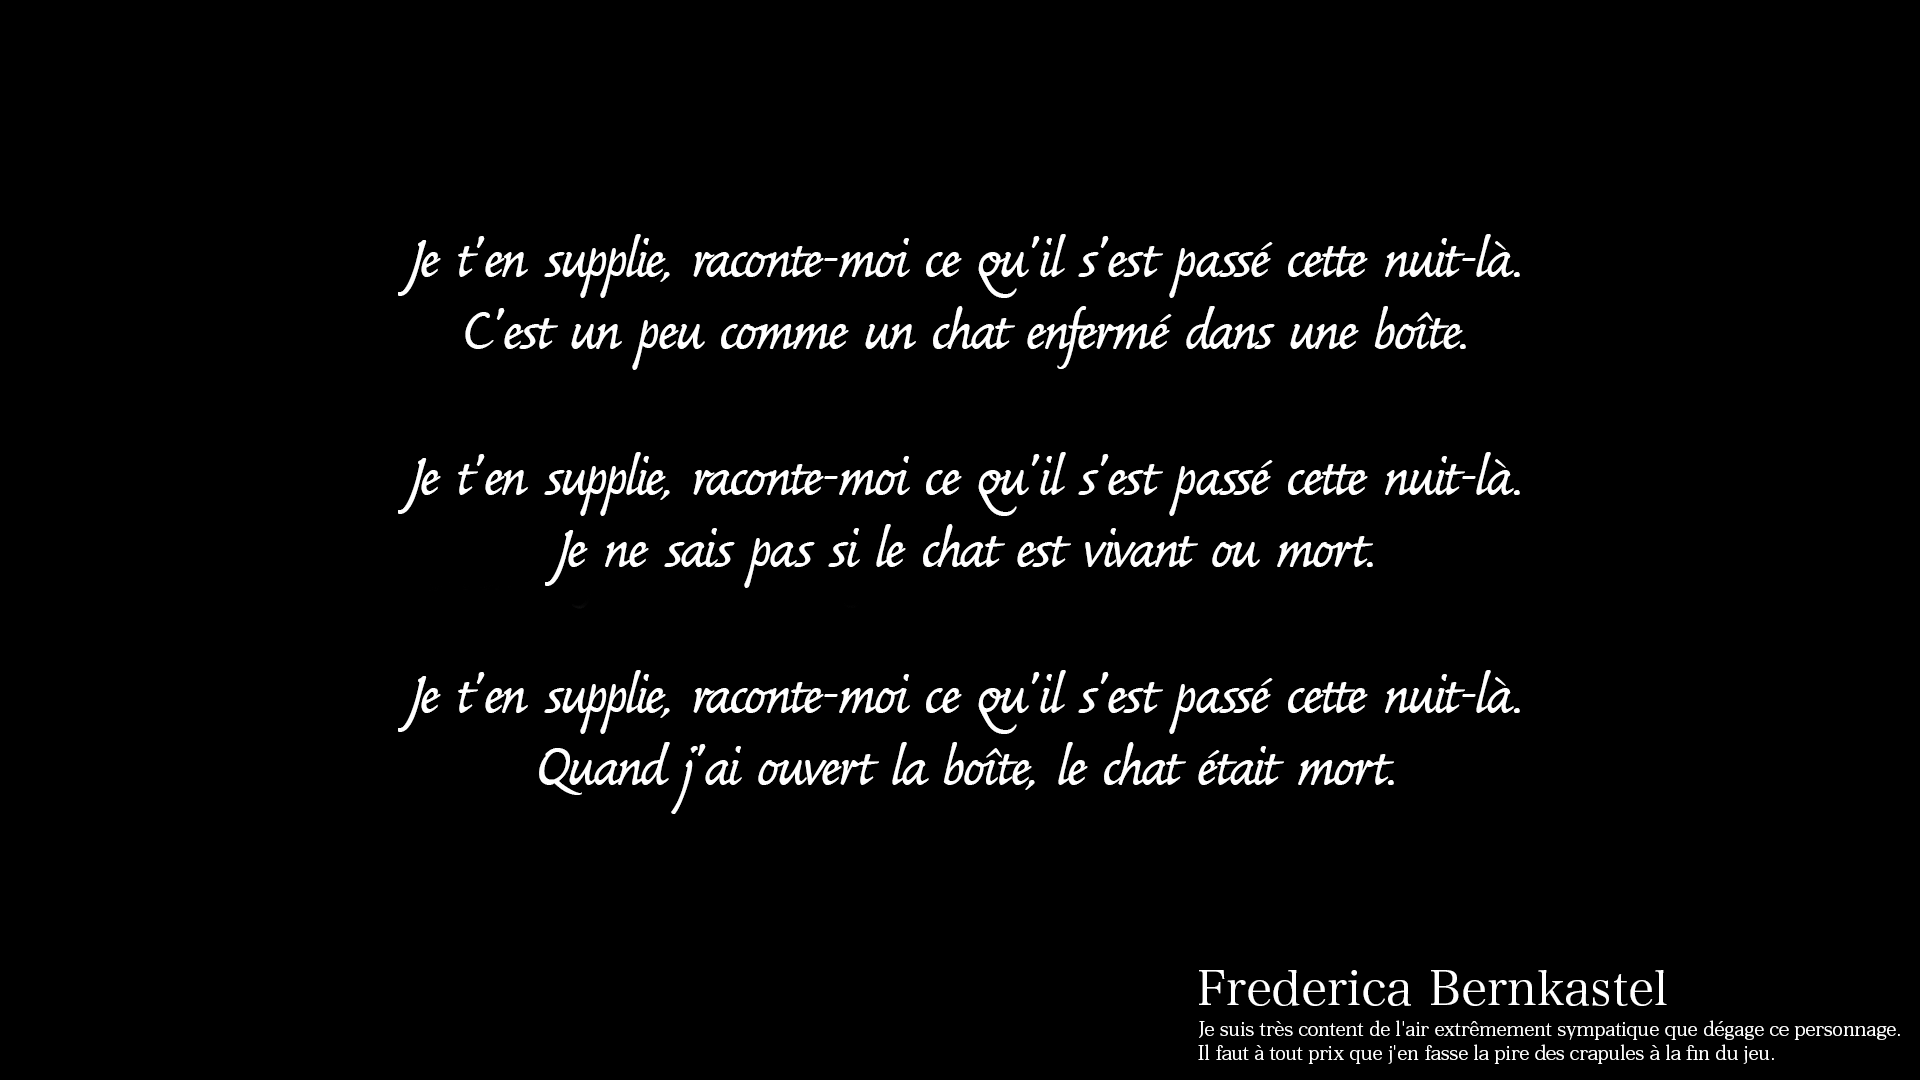 Je t'en supplie, raconte-moi ce qu'il s'est passé cette nuit-là.
C'est un peu comme un chat enfermé dans une boîte.
Je t'en supplie, raconte-moi ce qu'il s'est passé cette nuit-là.
Je ne sais pas si le chat est vivant ou mort.
Je t'en supplie, raconte-moi ce qu'il s'est passé cette nuit-là.
Quand j'ai ouvert la boîte, le chat était mort.
Frederica Bernkastel
Je suis très content de l'air extrêmement sympatique que dégage ce personnage.
Il faut à tout prix que j'en fasse la pire des crapules à la fin du jeu.